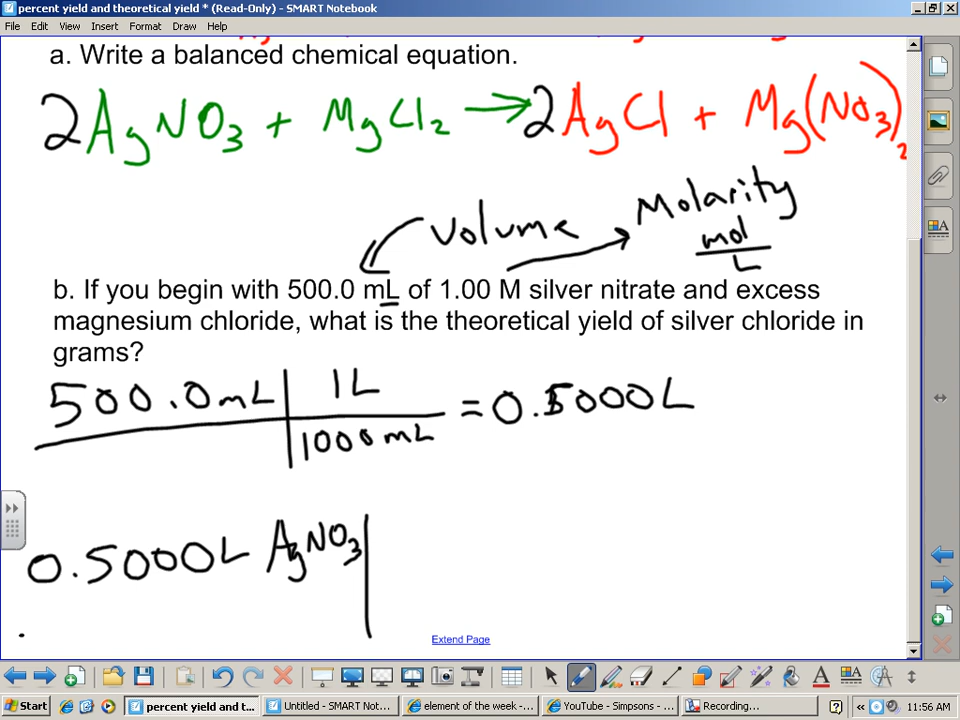 percent yield and theoretical yield * (Read-Only) - SMART Notebook
File Edit View Insert Format Draw Help
a. Write a balanced chemical equation.
2AgNO3 + MgCl2 → 2AgCl + Mg(NO3)2
Volume Molarity
mol
L
b. If you begin with 500.0 mL of 1.00 M silver nitrate and excess
magnesium chloride, what is the theoretical yield of silver chloride in
grams?
500.0mL 1L
1000mL
=0.5000L
0.5000L AgNO3
Extend Page
Start percent yield and t... Untitled - SMART Not... element of the week -... YouTube - Simpsons - ... Recording... 11:56 AM